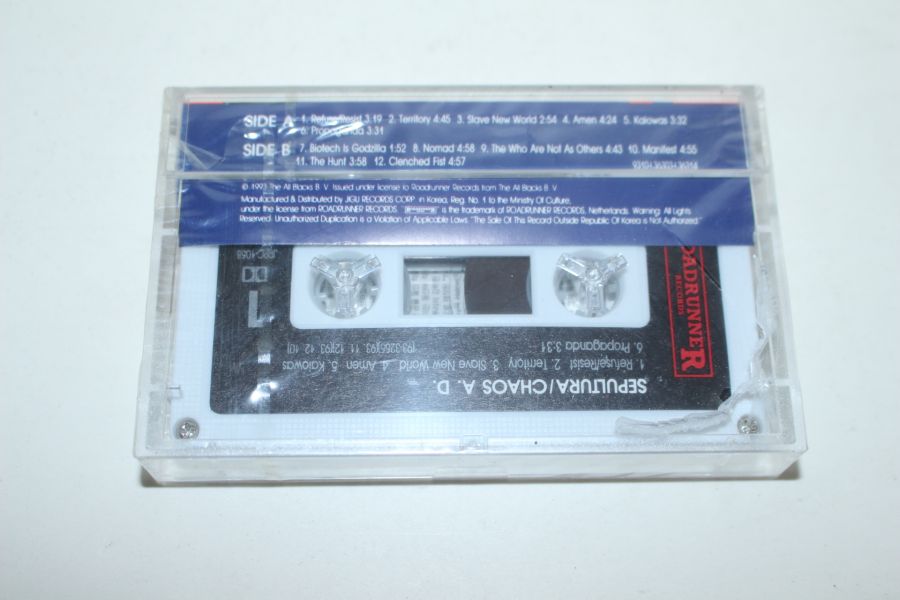 SIDE A 1. Refuse/Resist 3:19 2. Territory 4:45 3. Slave New World 2:54 4. Amen 4:24 5. Kaiowas 3:32
6. Propaganda 3:31
SIDE B 7. Biotech Is Godzilla 1:52 8. Nomad 4:58 9. The Who Are Not As Others 4:43 10. Manifest 4:55
11. The Hunt 3:58 12. Clenched Fist 4:57
© 1993 The All Blacks B.V. Issued under license to Roadrunner Records from The All Blacks B.V.
Manufactured & Distributed by JIGU RECORDS CORP. in Korea, Reg. No. 1 to the Ministry Of Culture,
under the license from ROADRUNNER RECORDS. is the trademark of ROADRUNNER RECORDS, Netherlands. Warning: All Rights
Reserved. Unauthorized Duplication is a Violation of Applicable Laws. "The Sale Of This Record Outside Republic Of Korea is Not Authorized."
SEPULTURA/CHAOS A. D.
1. Refuse/Resist 2. Territory 3. Slave New World 4. Amen 5. Kaiowas
6. Propaganda 3:31
1
ROADRUNNER
RECORDS